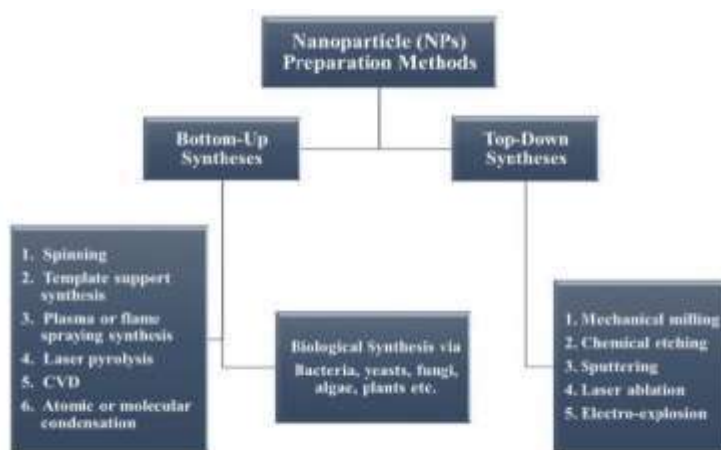 Nanoparticle (NPs)
Preparation Methods
Bottom-Up
Syntheses
Top-Down
Syntheses
1. Spinning
2. Template support
synthesis
3. Plasma or flame
spraying synthesis
4. Laser pyrolysis
5. CVD
6. Atomic or molecular
condensation
Biological Synthesis via
Bacteria, yeasts, fungi,
algae, plants etc.
1. Mechanical milling
2. Chemical etching
3. Sputtering
4. Laser ablation
5. Electro-explosion